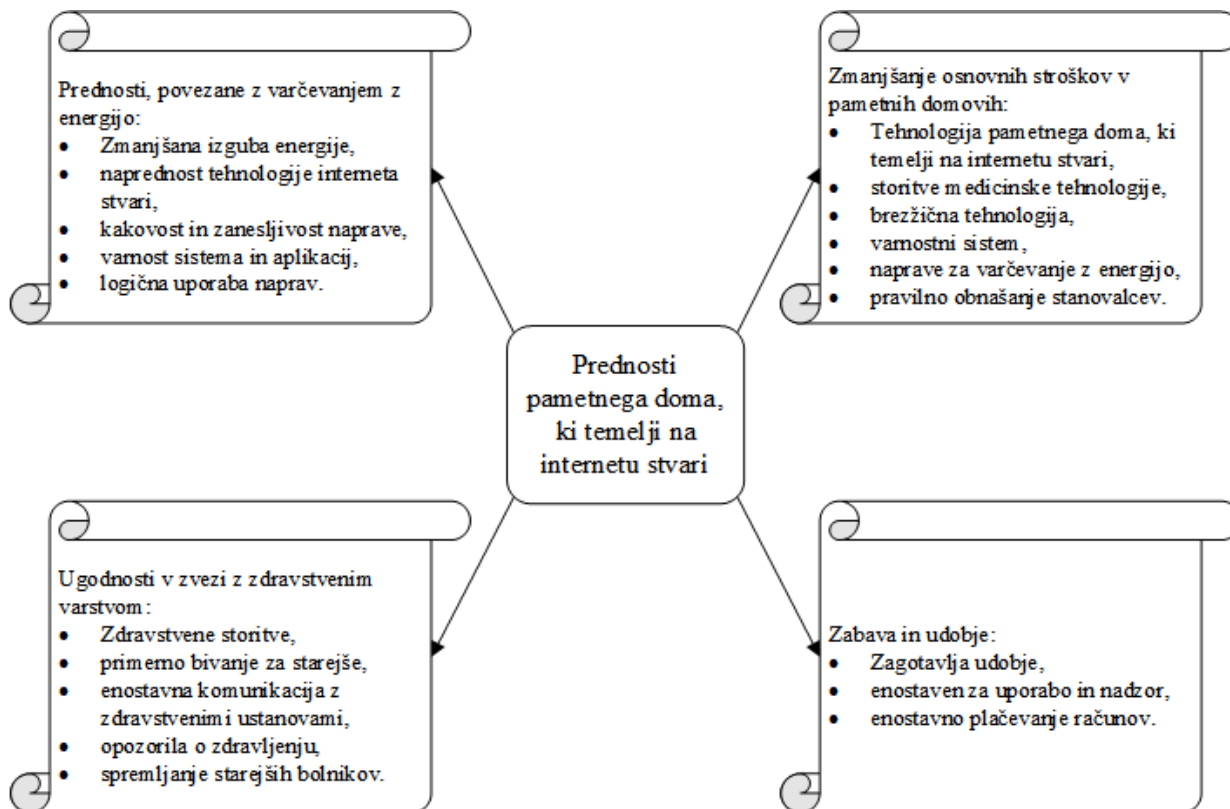 Prednosti, povezane z varčevanjem z
energijo:
• Zmanjšana izguba energije,
• naprednost tehnologije interneta
stvari,
• kakovost in zanesljivost naprave,
• varnost sistema in aplikacij,
• logična uporaba naprav.
Zmanjšanje osnovnih stroškov v
pametnih domovih:
• Tehnologija pametnega doma, ki
temelji na internetu stvari,
• storitve medicinske tehnologije,
• brezžična tehnologija,
• varnostni sistem,
• naprave za varčevanje z energijo,
• pravilno obnašanje stanovalcev.
Prednosti
pametnega doma,
ki temelji na
internetu stvari
Ugodnosti v zvezi z zdravstvenim
varstvom:
• Zdravstvene storitve,
• primerno bivanje za starejše,
• enostavna komunikacija z
zdravstvenimi ustanovami,
• opozorila o zdravljenju,
• spremljanje starejših bolnikov.
Zabava in udobje:
• Zagotavlja udobje,
• enostaven za uporabo in nadzor,
• enostavno plačevanje računov.